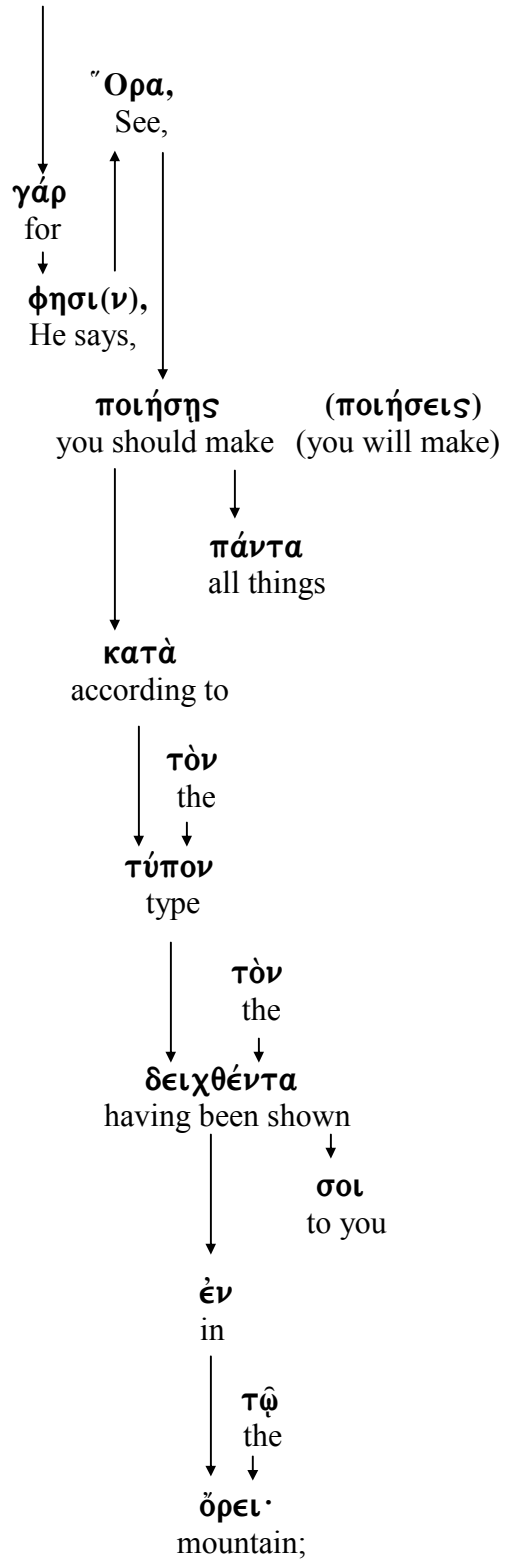 Ὅρα,
See,
γάρ
for
φησι(ν),
He says,
ποιήσῃς (ποιήσεις)
you should make (you will make)
πάντα
all things
κατὰ
according to
τὸν
the
τύπον
type
τὸν
the
δειχθέντα
having been shown
σοι
to you
ἐν
in
τῷ
the
ὄρει·
mountain;